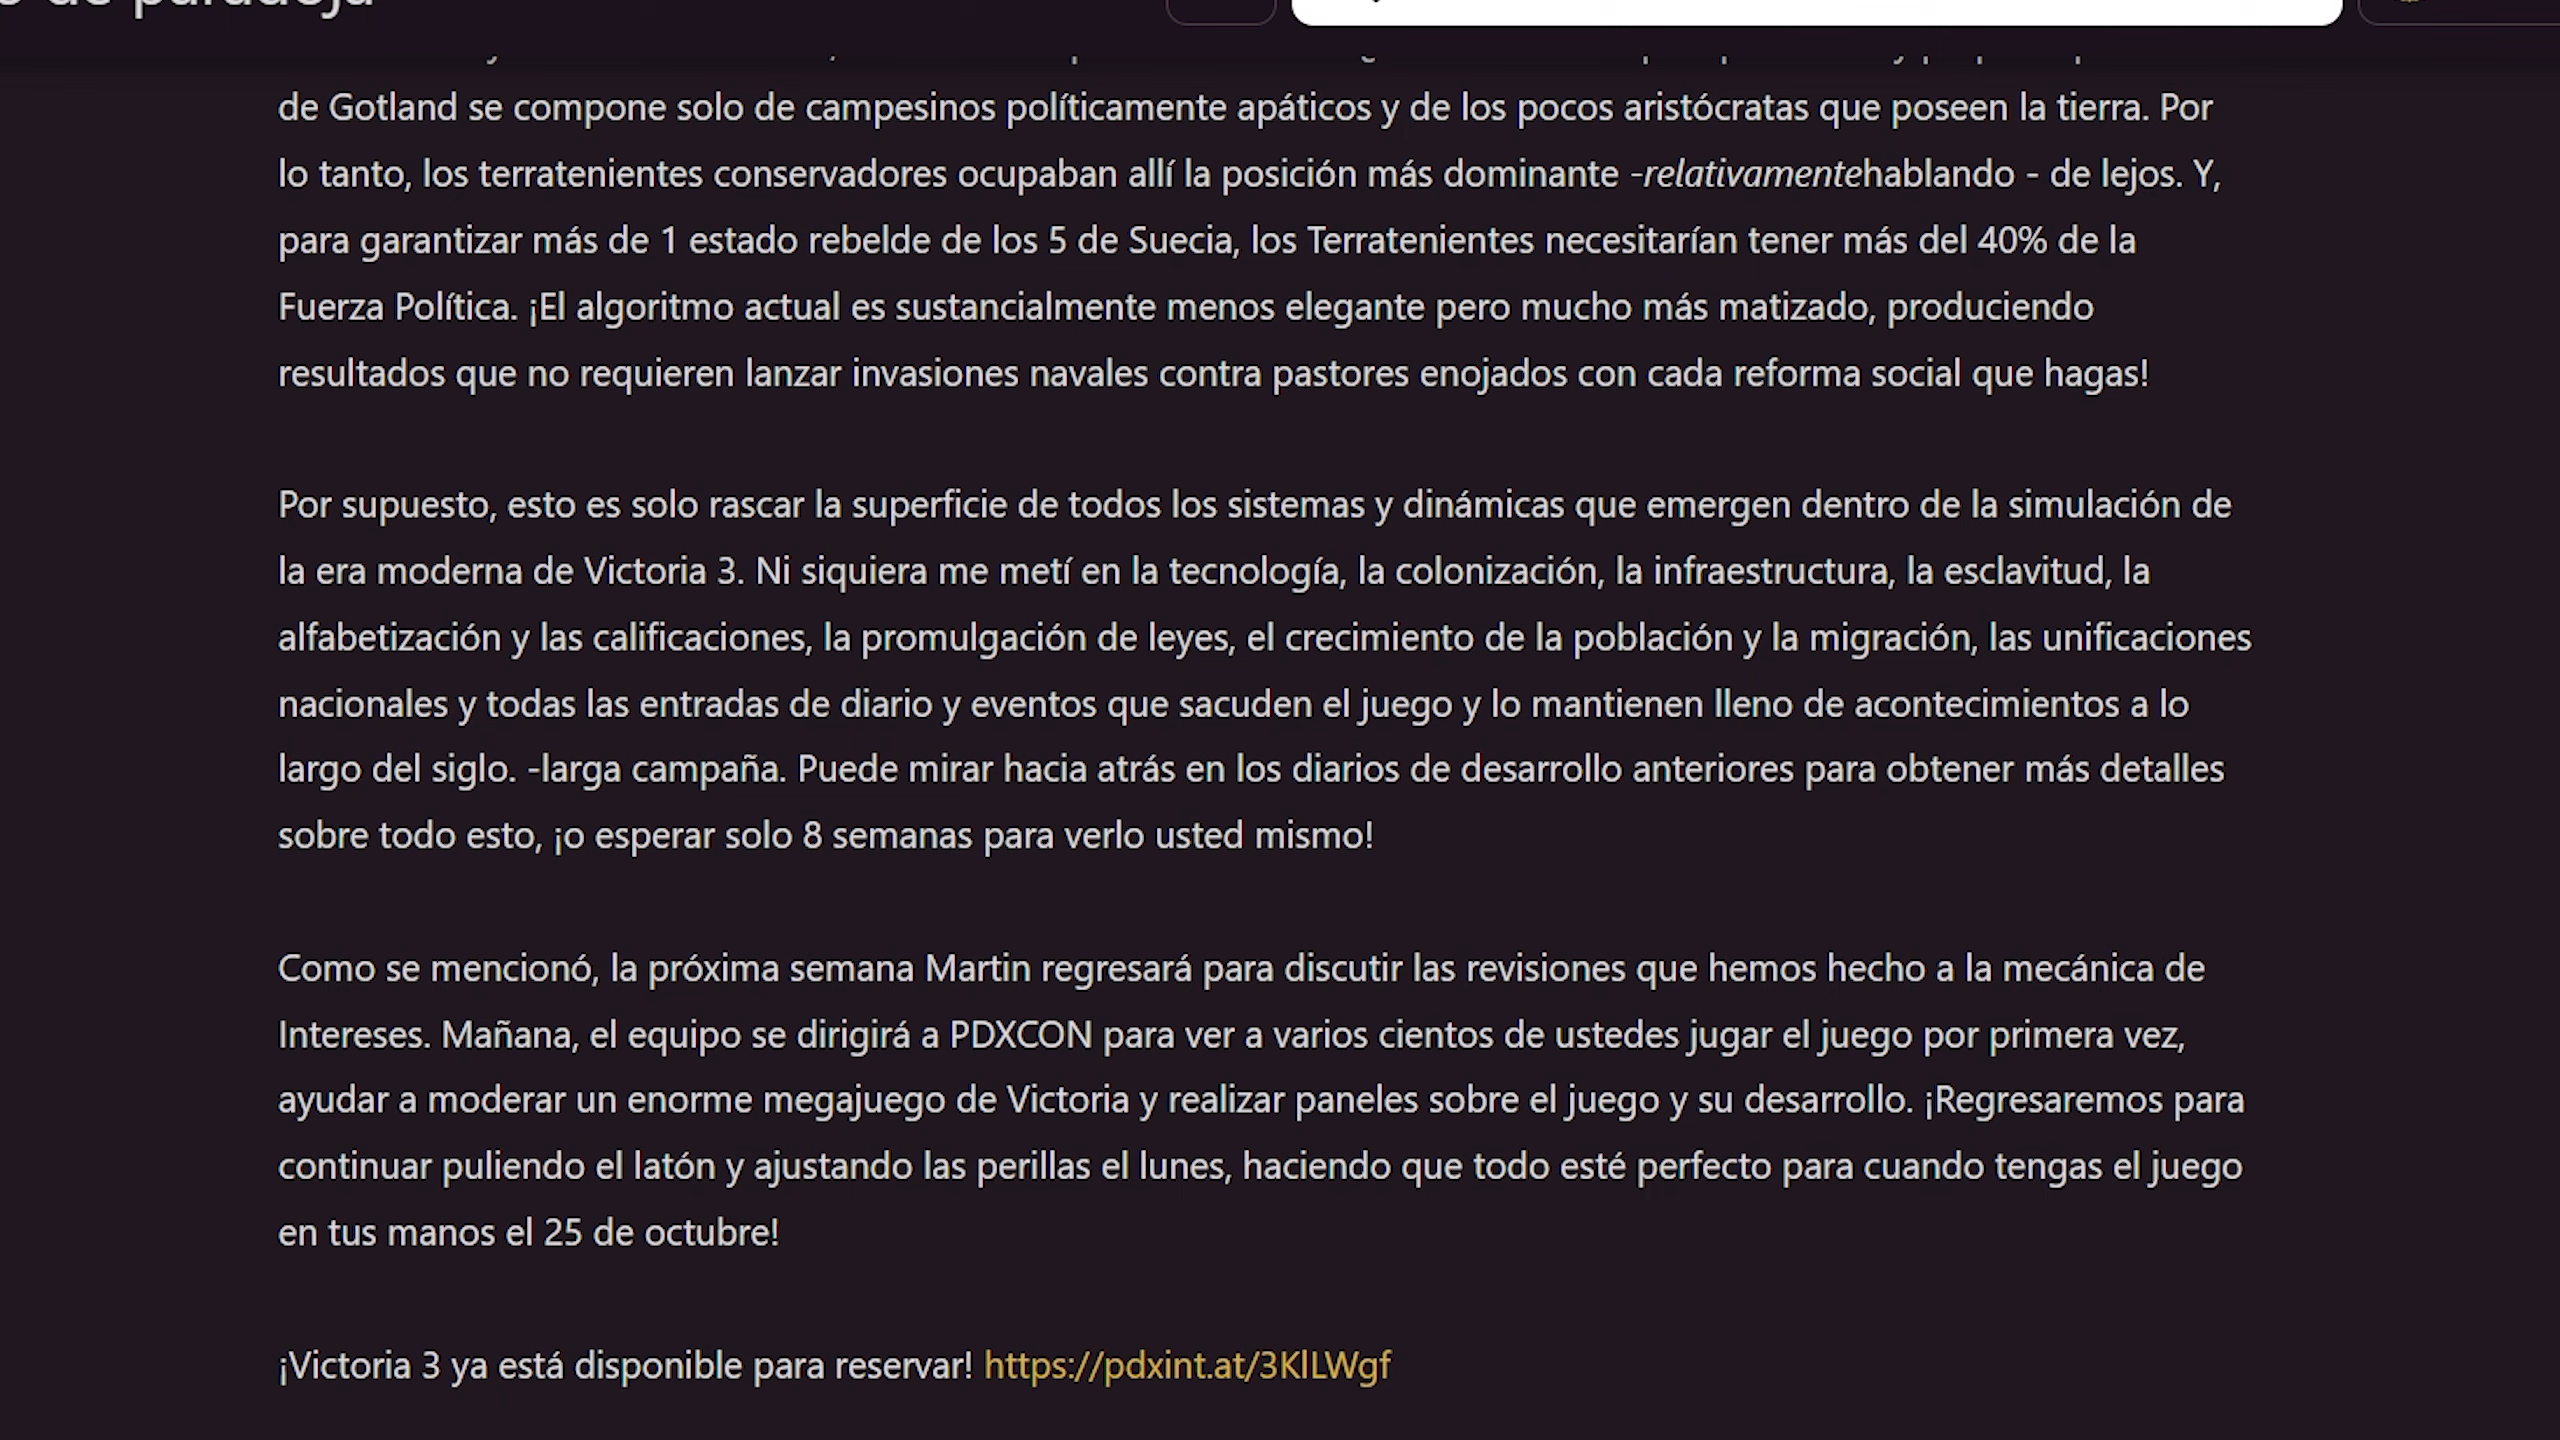 de Gotland se compone solo de campesinos políticamente apáticos y de los pocos aristócratas que poseen la tierra. Por
lo tanto, los terratenientes conservadores ocupaban allí la posición más dominante -relativamentehablando - de lejos. Y,
para garantizar más de 1 estado rebelde de los 5 de Suecia, los Terratenientes necesitarían tener más del 40% de la
Fuerza Política. ¡El algoritmo actual es sustancialmente menos elegante pero mucho más matizado, produciendo
resultados que no requieren lanzar invasiones navales contra pastores enojados con cada reforma social que hagas!
Por supuesto, esto es solo rascar la superficie de todos los sistemas y dinámicas que emergen dentro de la simulación de
la era moderna de Victoria 3. Ni siquiera me metí en la tecnología, la colonización, la infraestructura, la esclavitud, la
alfabetización y las calificaciones, la promulgación de leyes, el crecimiento de la población y la migración, las unificaciones
nacionales y todas las entradas de diario y eventos que sacuden el juego y lo mantienen lleno de acontecimientos a lo
largo del siglo. -larga campaña. Puede mirar hacia atrás en los diarios de desarrollo anteriores para obtener más detalles
sobre todo esto, ¡o esperar solo 8 semanas para verlo usted mismo!
Como se mencionó, la próxima semana Martin regresará para discutir las revisiones que hemos hecho a la mecánica de
Intereses. Mañana, el equipo se dirigirá a PDXCON para ver a varios cientos de ustedes jugar el juego por primera vez,
ayudar a moderar un enorme megajuego de Victoria y realizar paneles sobre el juego y su desarrollo. ¡Regresaremos para
continuar puliendo el latón y ajustando las perillas el lunes, haciendo que todo esté perfecto para cuando tengas el juego
en tus manos el 25 de octubre!
¡Victoria 3 ya está disponible para reservar! https://pdxint.at/3KlLWgf